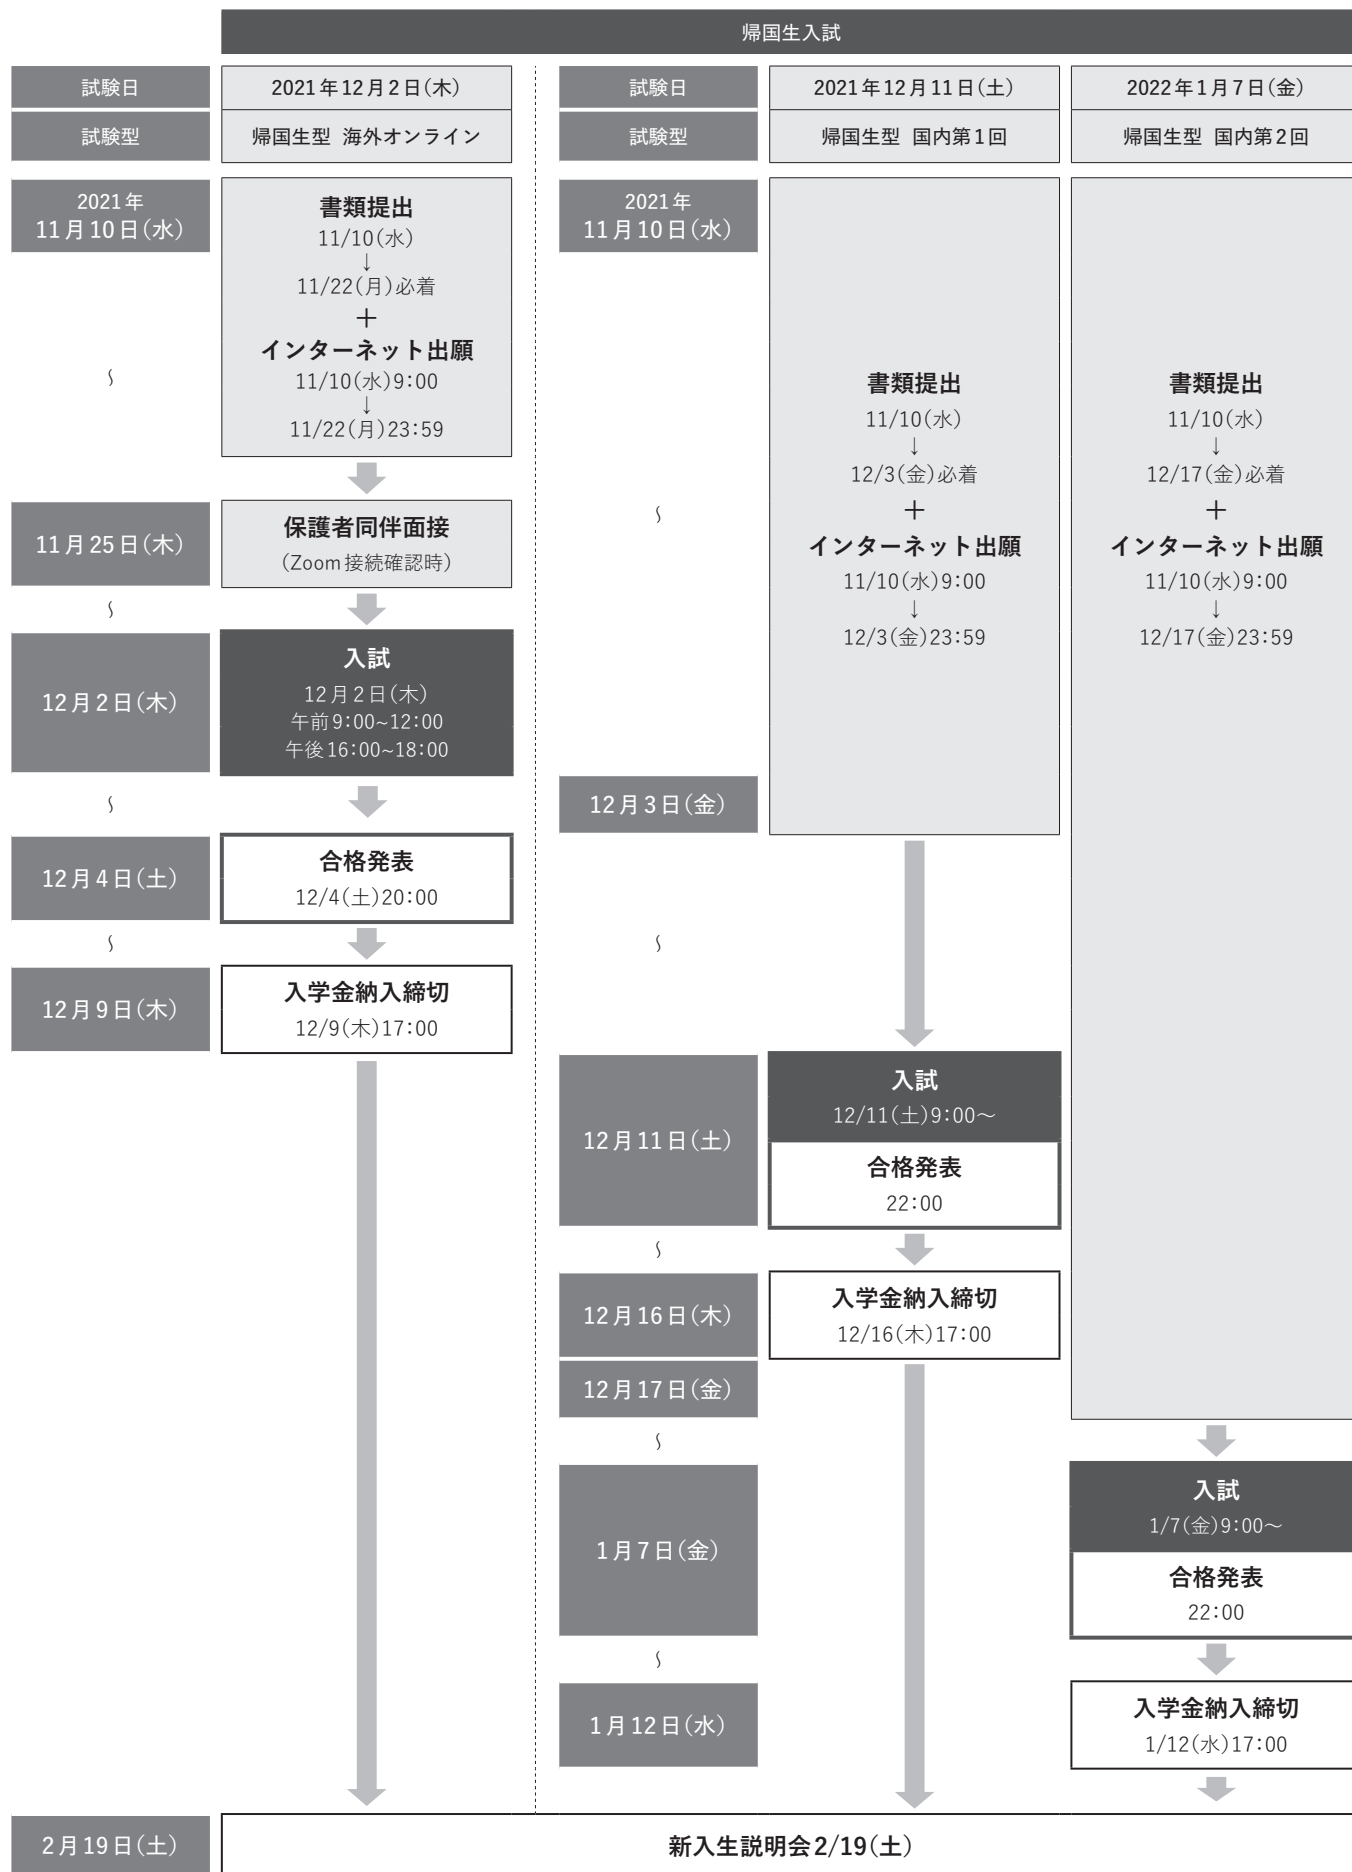 帰国生入試
試験日
2021年12月2日(木)
試験型
帰国生型 海外オンライン
2021年
11月10日(水)
書類提出
11/10(水)
↓
11/22(月)必着
+
インターネット出願
11/10(水)9:00
↓
11/22(月)23:59
〜
11月25日(木)
保護者同伴面接
(Zoom接続確認時)
〜
12月2日(木)
入試
12月2日(木)
午前9:00~12:00
午後16:00~18:00
〜
12月4日(土)
合格発表
12/4(土)20:00
〜
12月9日(木)
入学金納入締切
12/9(木)17:00
試験日
2021年12月11日(土)
2022年1月7日(金)
試験型
帰国生型 国内第1回
帰国生型 国内第2回
2021年
11月10日(水)
〜
書類提出
11/10(水)
↓
12/3(金)必着
+
インターネット出願
11/10(水)9:00
↓
12/3(金)23:59
書類提出
11/10(水)
↓
12/17(金)必着
+
インターネット出願
11/10(水)9:00
↓
12/17(金)23:59
12月3日(金)
〜
12月11日(土)
入試
12/11(土)9:00〜
合格発表
22:00
〜
12月16日(木)
入学金納入締切
12/16(木)17:00
12月17日(金)
〜
1月7日(金)
入試
1/7(金)9:00〜
合格発表
22:00
〜
1月12日(水)
入学金納入締切
1/12(水)17:00
2月19日(土)
新入生説明会2/19(土)